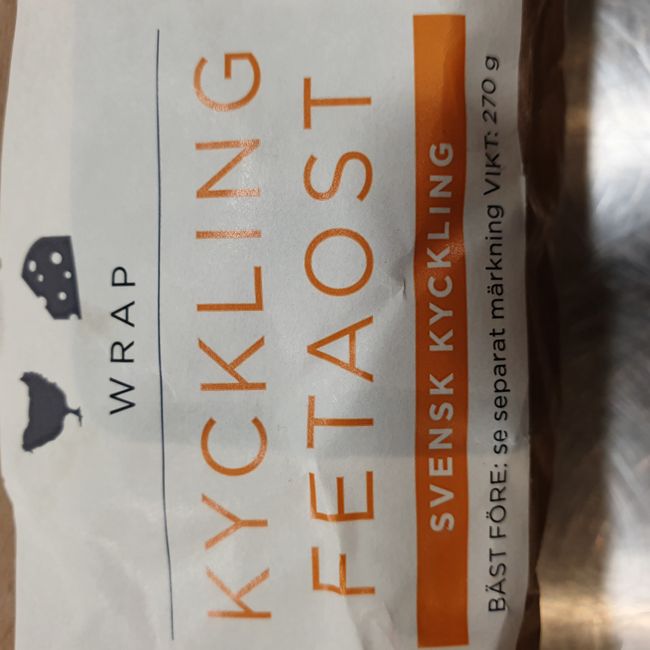 WRAP
KYCKLING
FETAOST
SVENSK KYCKLING
BÄST FÖRE: se separat märkning VIKT: 270 g